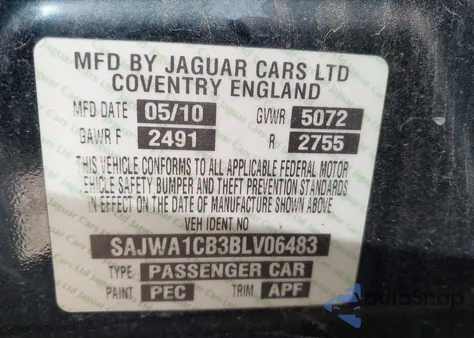 MFD BY JAGUAR CARS LTD
COVENTRY ENGLAND
MFD DATE 05/10 GVWR 5072
GAWR F 2491 R 2755
THIS VEHICLE CONFORMS TO ALL APPLICABLE FEDERAL MOTOR
VEHICLE SAFETY BUMPER AND THEFT PREVENTION STANDARDS
IN EFFECT ON THE DATE OF MANUFACTURE SHOWN ABOVE
VEH IDENT NO
SAJWA1CB3BLV06483
TYPE PASSENGER CAR
PAINT PEC TRIM APF
AutoSnap